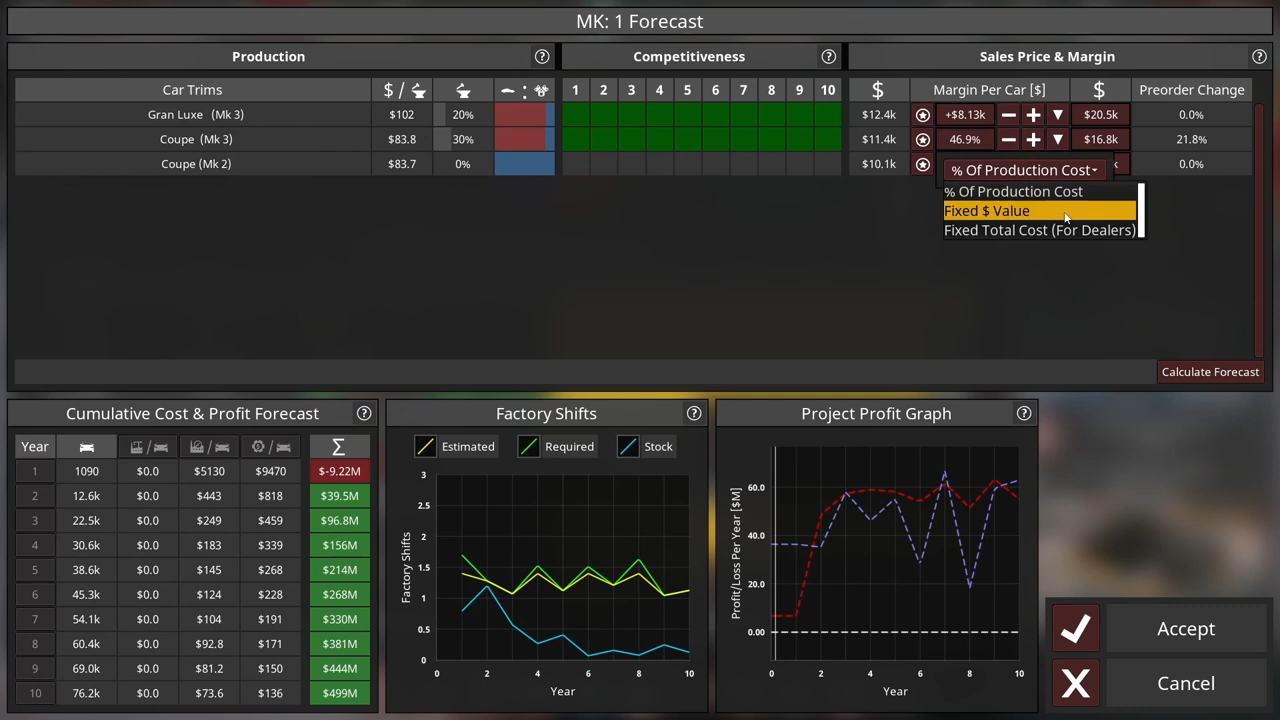 MK: 1 Forecast
Production ? Competitiveness ? Sales Price & Margin ?
Car Trims $ / 1 2 3 4 5 6 7 8 9 10 $ Margin Per Car [$] $ Preorder Change
Gran Luxe (Mk 3) $102 20% : $12.4k +$8.13k $20.5k 0.0%
Coupe (Mk 3) $83.8 30% $11.4k 46.9% $16.8k 21.8%
Coupe (Mk 2) $83.7 0% $10.1k k 0.0%
% Of Production Cost
% Of Production Cost
Fixed $ Value
Fixed Total Cost (For Dealers)
Calculate Forecast
Cumulative Cost & Profit Forecast ?
Year Σ
1 1090 $0.0 $5130 $9470 $-9.22M
2 12.6k $0.0 $443 $818 $39.5M
3 22.5k $0.0 $249 $459 $96.8M
4 30.6k $0.0 $183 $339 $156M
5 38.6k $0.0 $145 $268 $214M
6 45.3k $0.0 $124 $228 $268M
7 54.1k $0.0 $104 $191 $330M
8 60.4k $0.0 $92.8 $171 $381M
9 69.0k $0.0 $81.2 $150 $444M
10 76.2k $0.0 $73.6 $136 $499M
Factory Shifts ?
Estimated Required Stock
Factory Shifts
3
2.5
2
1.5
1
0.5
0
0 2 4 6 8 10
Year
Project Profit Graph ?
Profit/Loss Per Year [$M]
60.0
40.0
20.0
0.00
0 2 4 6 8 10
Year
Accept
Cancel